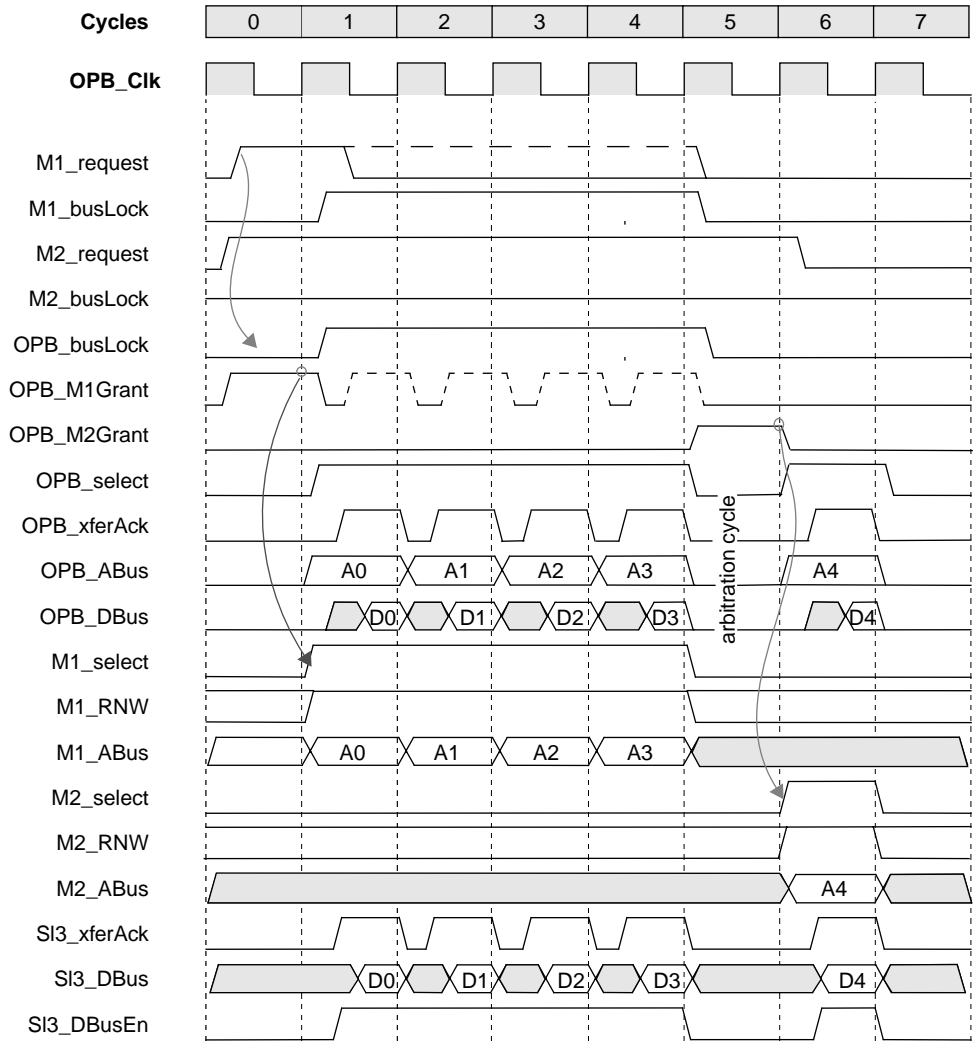 Cycles 0 1 2 3 4 5 6 7
OPB_Clk
M1_request
M1_busLock
M2_request
M2_busLock
OPB_busLock
OPB_M1Grant
OPB_M2Grant
OPB_select
OPB_xferAck
arbitration cycle
OPB_ABus A0 A1 A2 A3 A4
OPB_DBus D0 D1 D2 D3 D4
M1_select
M1_RNW
M1_ABus A0 A1 A2 A3
M2_select
M2_RNW
M2_ABus A4
Sl3_xferAck
Sl3_DBus D0 D1 D2 D3 D4
Sl3_DBusEn